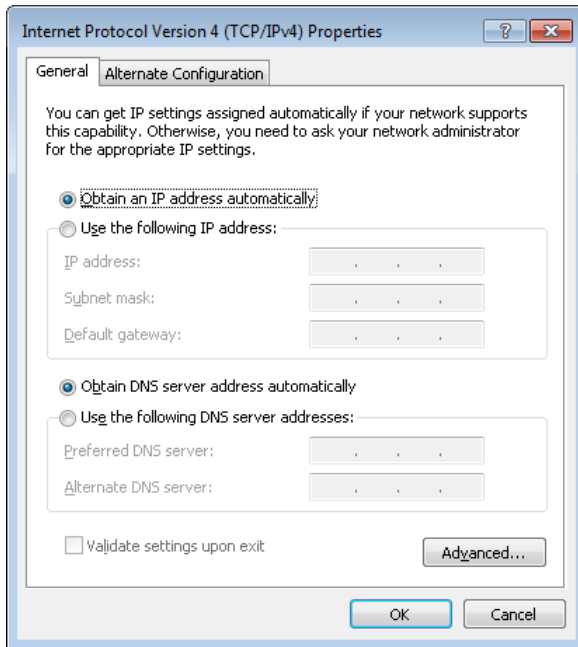 Internet Protocol Version 4 (TCP/IPv4) Properties
General
Alternate Configuration
You can get IP settings assigned automatically if your network supports
this capability. Otherwise, you need to ask your network administrator
for the appropriate IP settings.
Obtain an IP address automatically
Use the following IP address:
IP address:
Subnet mask:
Default gateway:
Obtain DNS server address automatically
Use the following DNS server addresses:
Preferred DNS server:
Alternate DNS server:
Validate settings upon exit
Advanced...
OK
Cancel